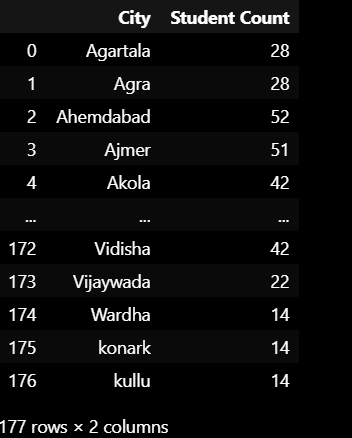 City Student Count
0 Agartala 28
1 Agra 28
2 Ahemdabad 52
3 Ajmer 51
4 Akola 42
... ... ...
172 Vidisha 42
173 Vijaywada 22
174 Wardha 14
175 konark 14
176 kullu 14
177 rows × 2 columns